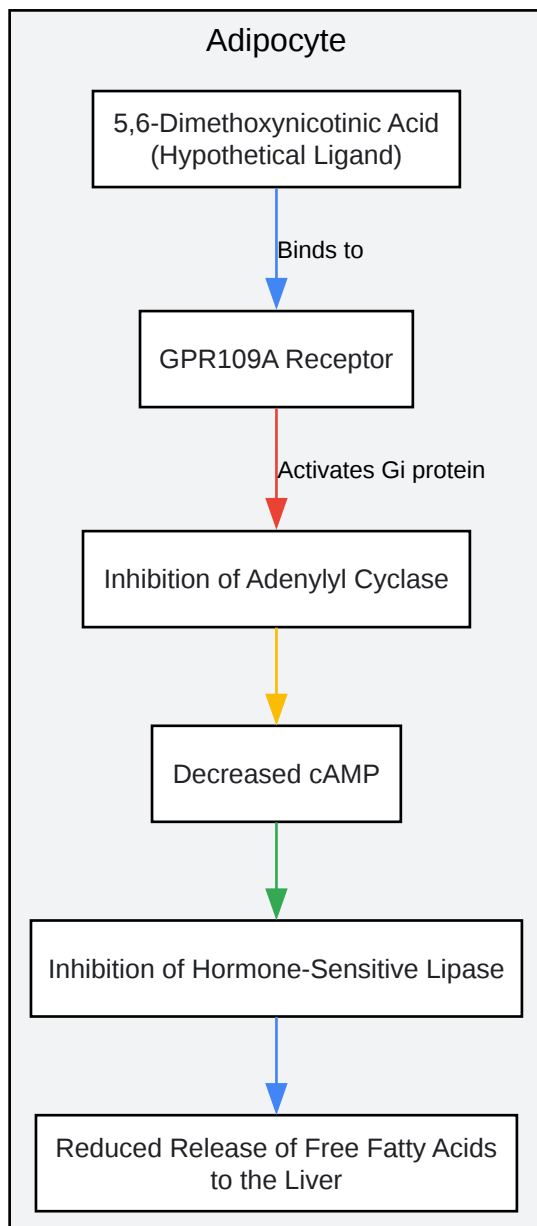 Adipocyte
5,6-Dimethoxynicotinic Acid
(Hypothetical Ligand)
Binds to
GPR109A Receptor
Activates Gi protein
Inhibition of Adenylyl Cyclase
Decreased cAMP
Inhibition of Hormone-Sensitive Lipase
Reduced Release of Free Fatty Acids
to the Liver